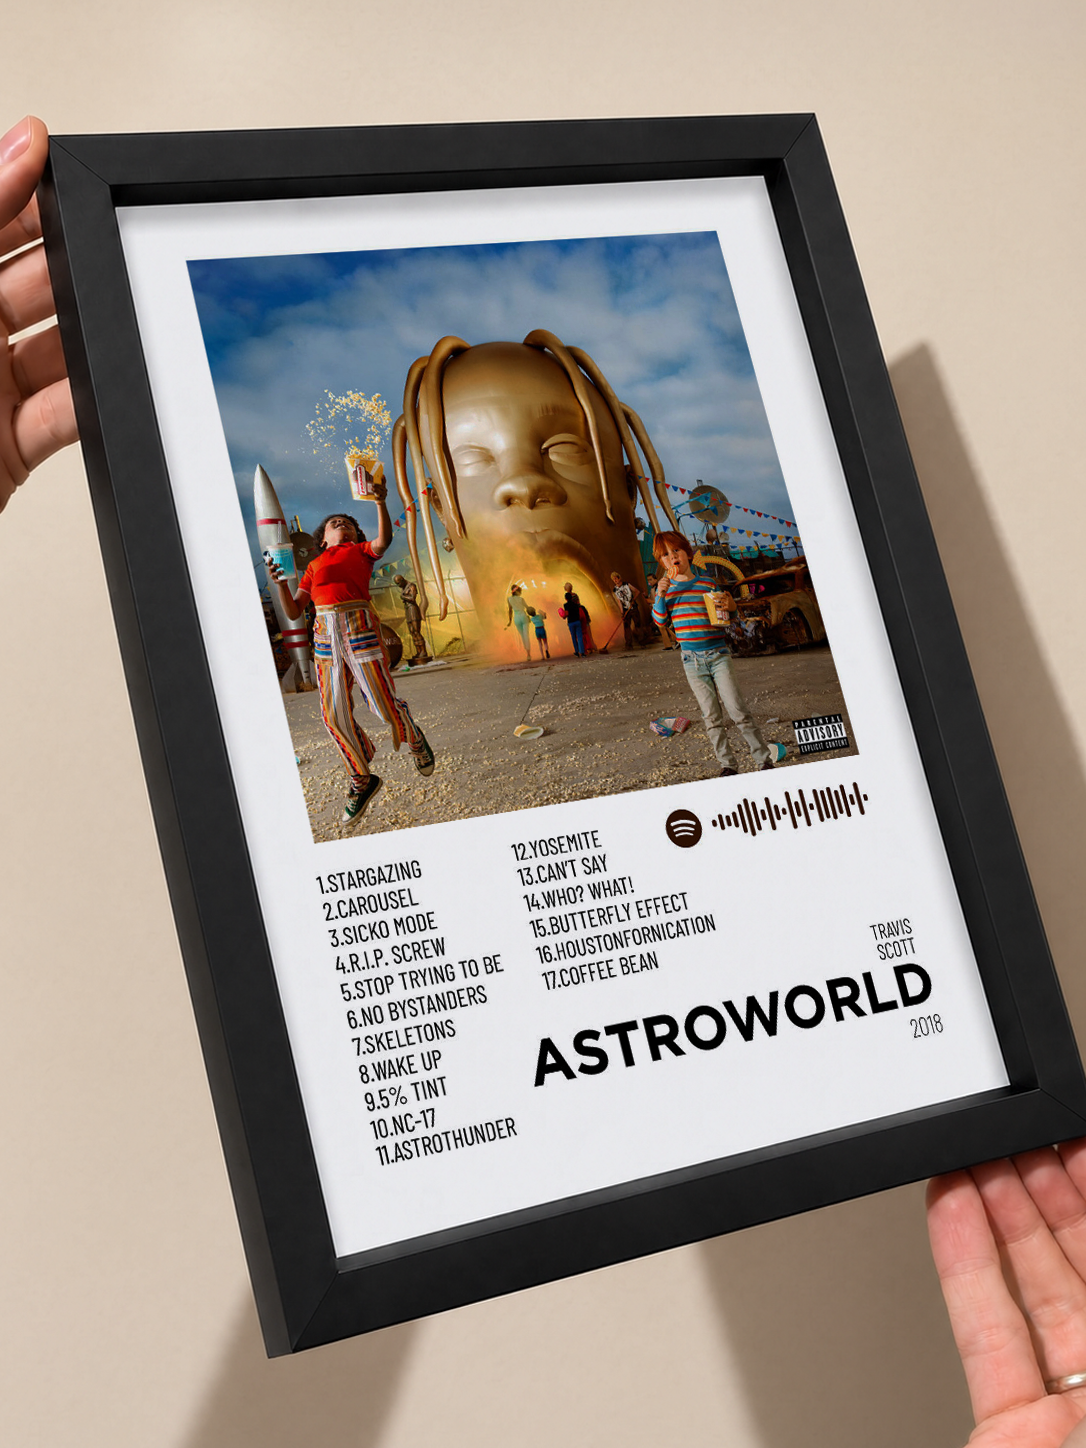 PARENTAL
ADVISORY
EXPLICIT CONTENT
1.STARGAZING
2.CAROUSEL
3.SICKO MODE
4.R.I.P. SCREW
5.STOP TRYING TO BE
6.NO BYSTANDERS
7.SKELETONS
8.WAKE UP
9.5% TINT
10.NC-17
11.ASTROTHUNDER
12.YOSEMITE
13.CAN'T SAY
14.WHO? WHAT!
15.BUTTERFLY EFFECT
16.HOUSTONFORNICATION
17.COFFEE BEAN
TRAVIS
SCOTT
ASTROWORLD
2018